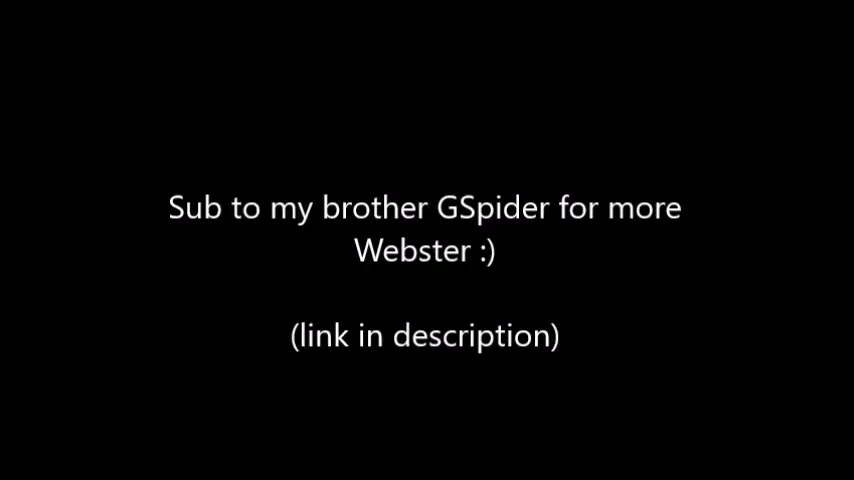 Sub to my brother GSpider for more
Webster :)
(link in description)